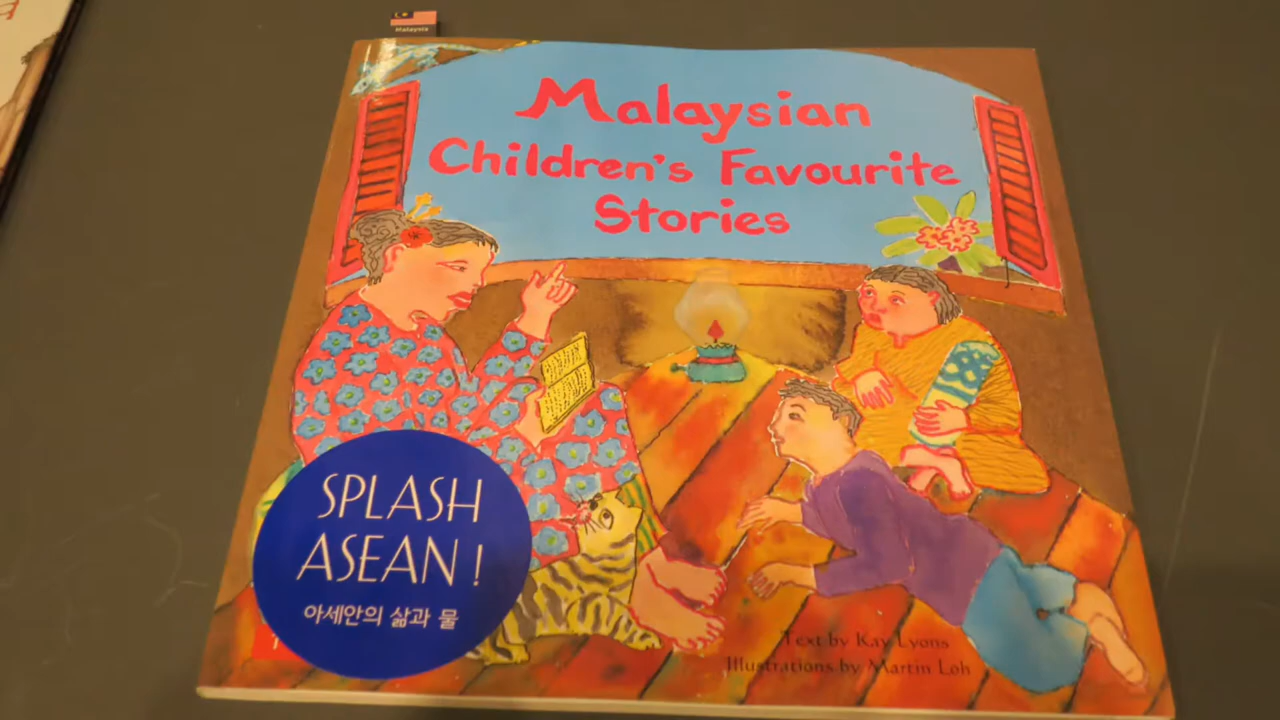 Malaysia
Malaysian
Children's Favourite
Stories
SPLASH
ASEAN!
아세안의 삶과 물
Text by Kay Lyons
Illustrations by Martin Loh